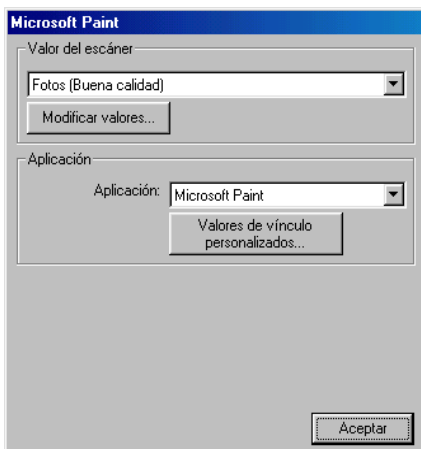 Microsoft Paint
Valor del escáner
Fotos (Buena calidad)
Modificar valores...
Aplicación
Aplicación:
Microsoft Paint
Valores de vínculo
personalizados...
Aceptar